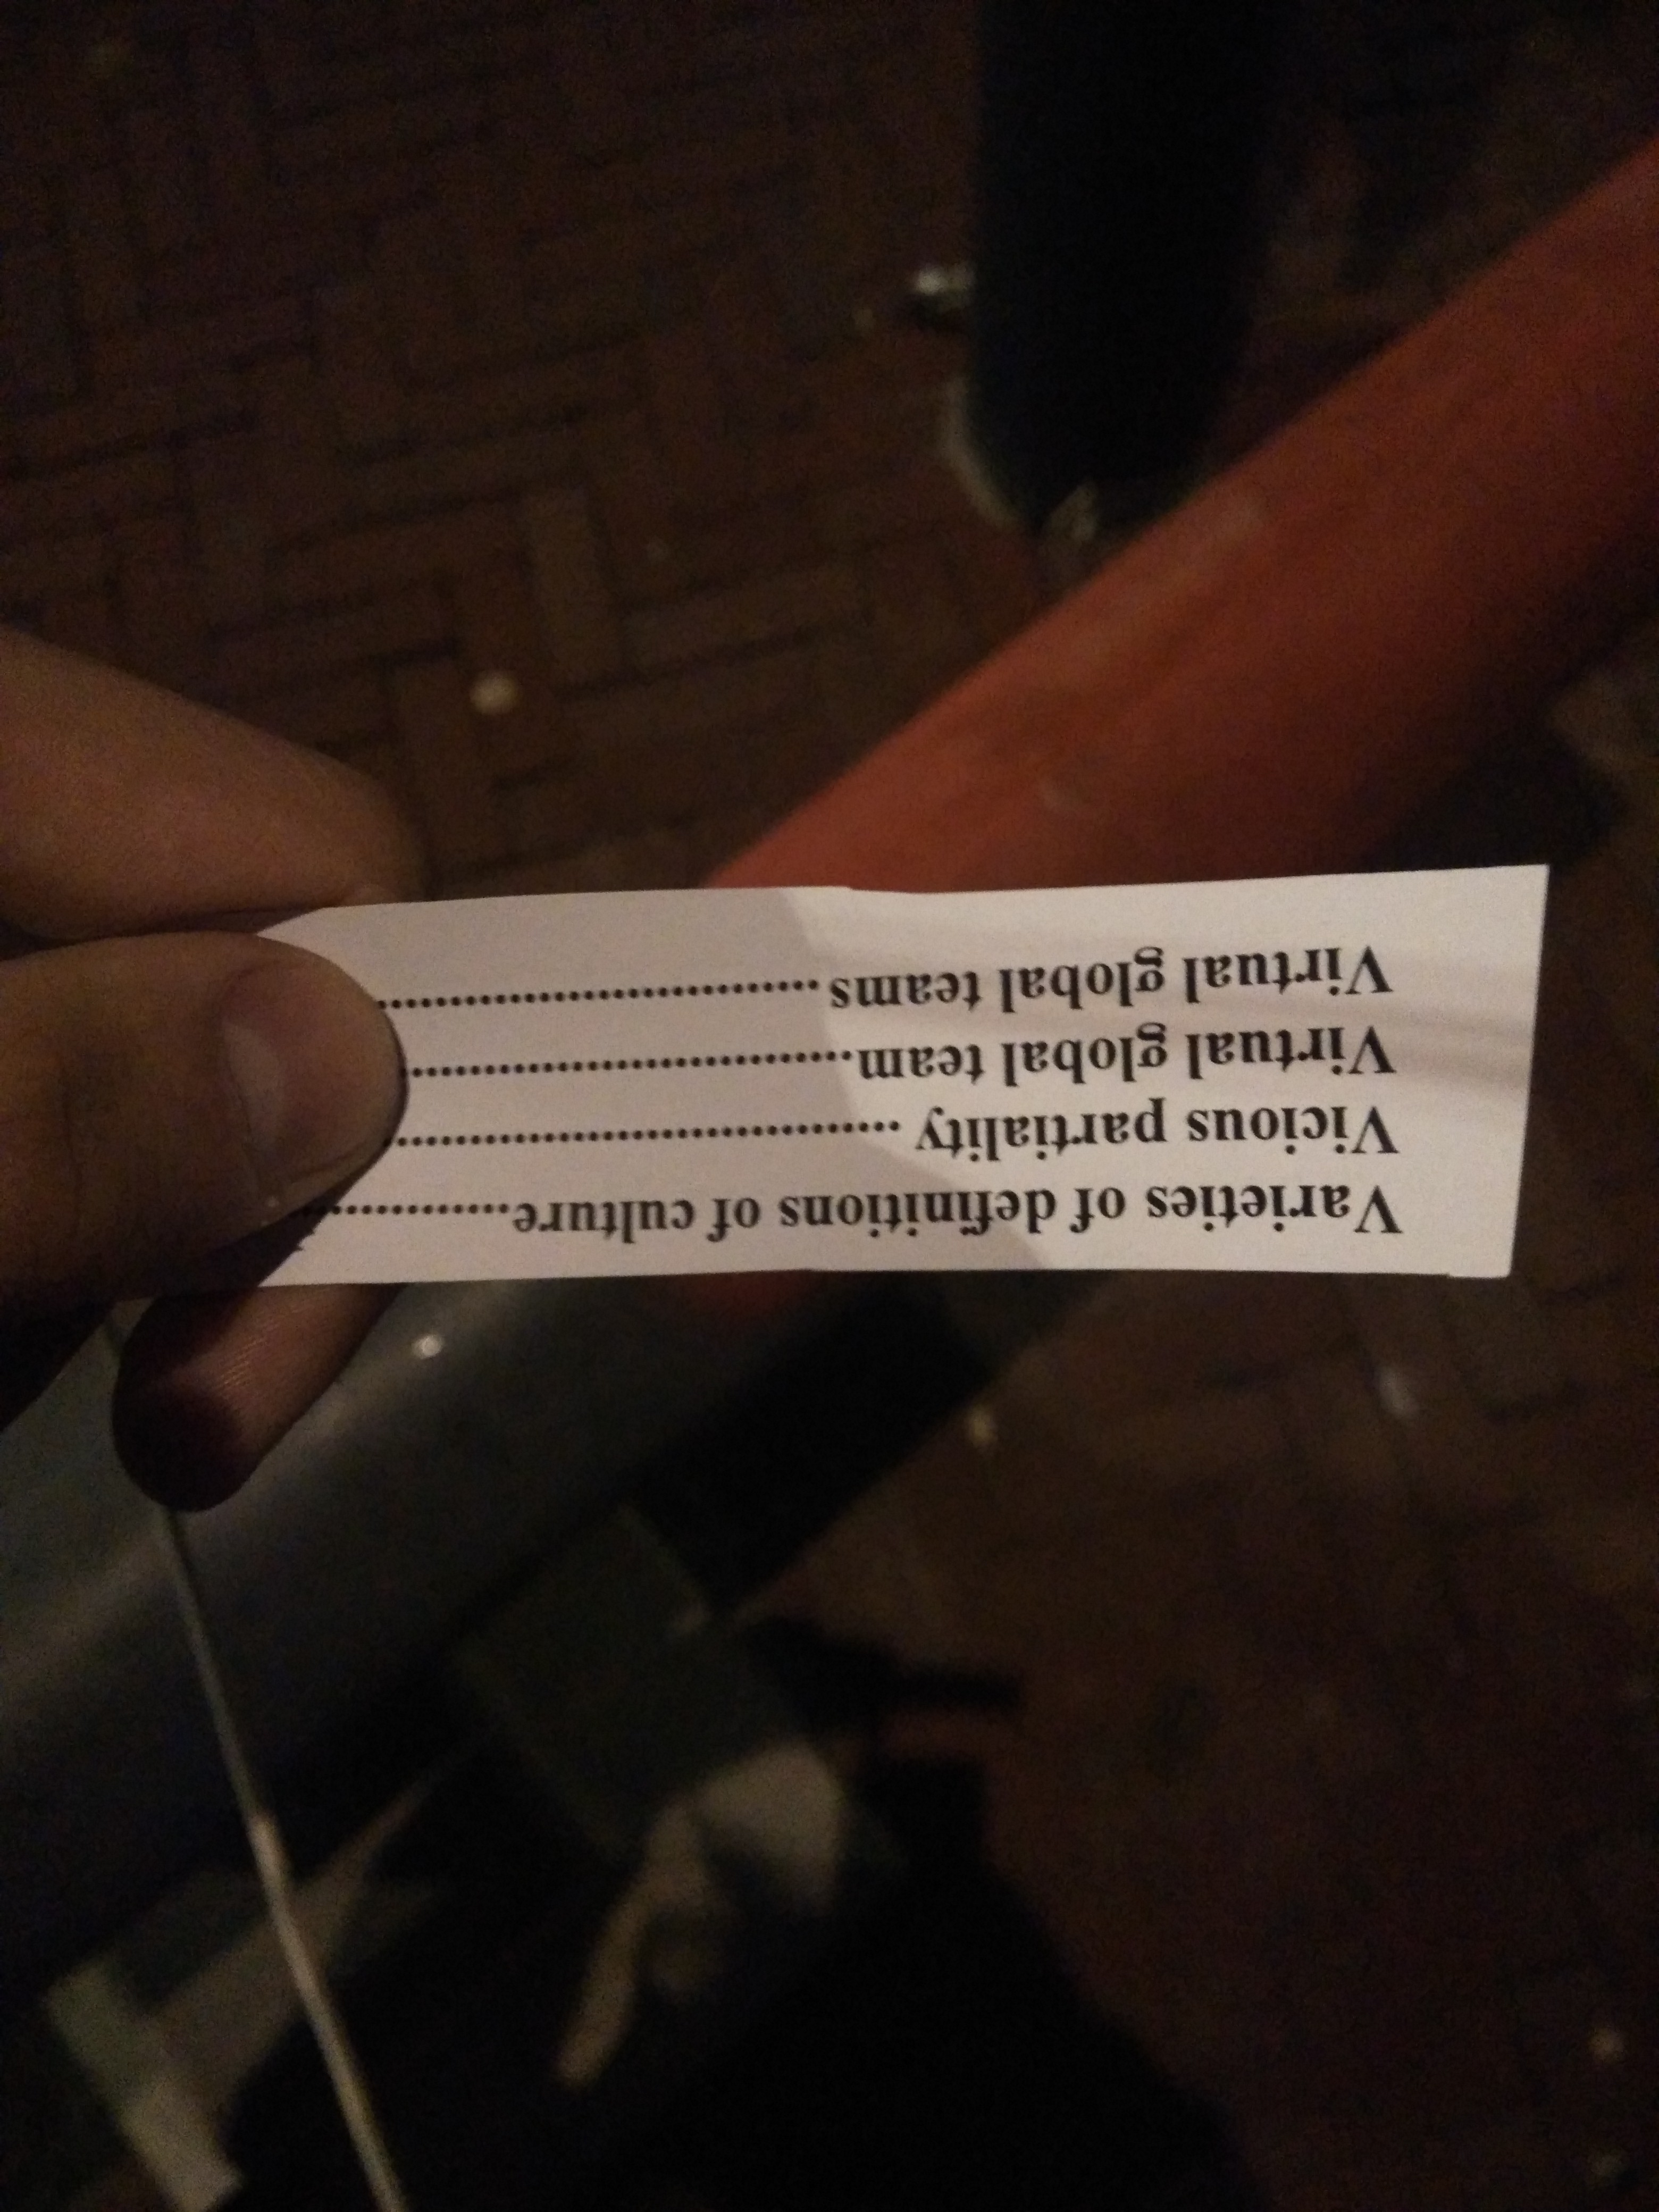 Varieties of definitions of culture..............
Vicious partiality ...................................
Virtual global team...............................
Virtual global teams ...............................